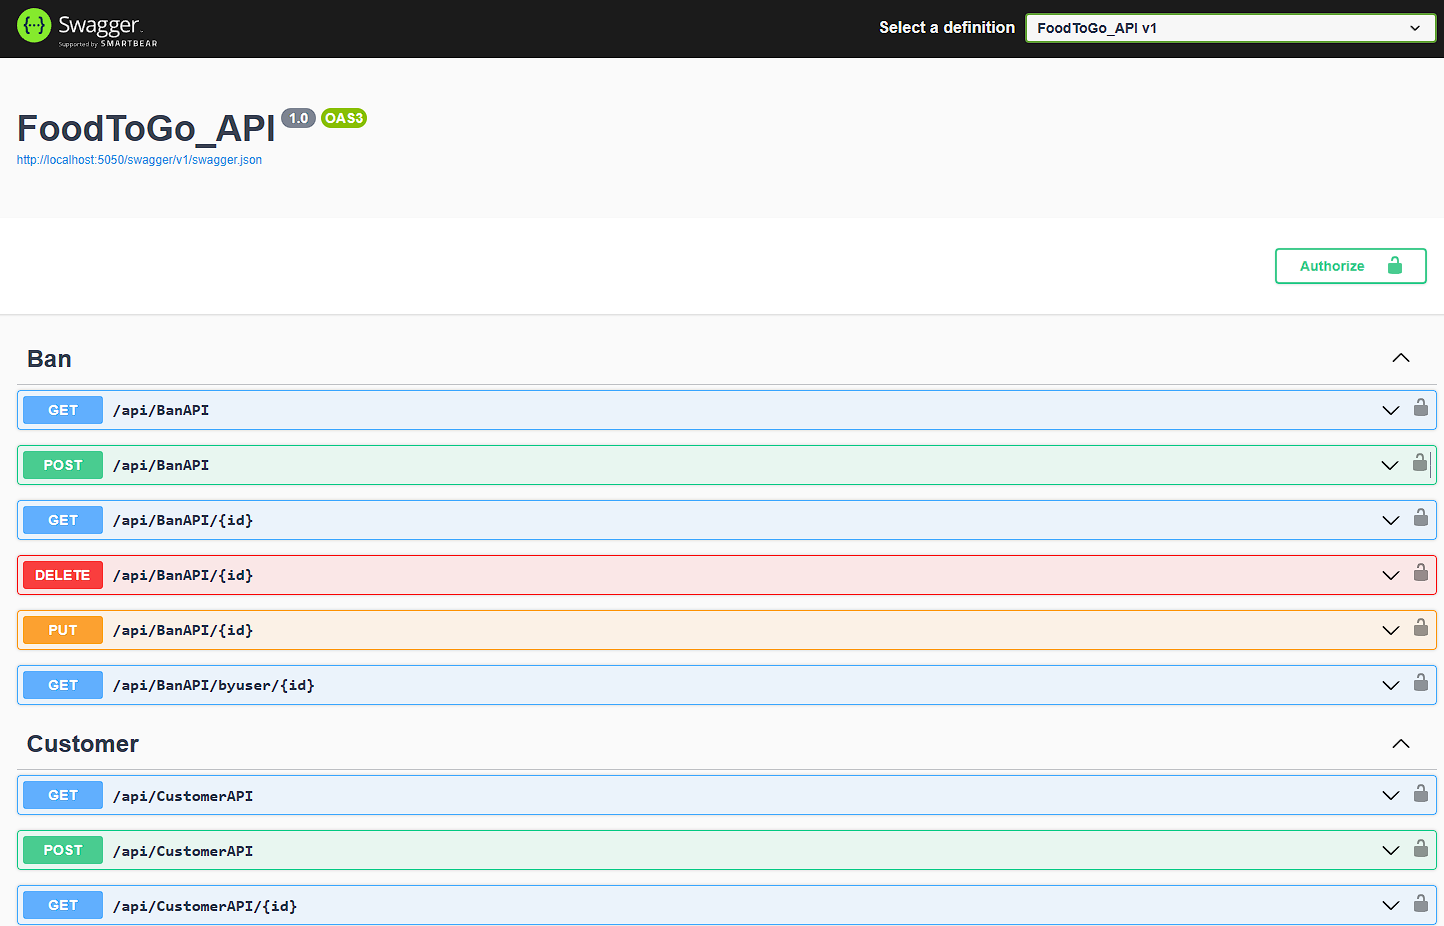 Swagger
Supported by SMARTBEAR
Select a definition
FoodToGo_API v1
FoodToGo_API 1.0 OAS3
http://localhost:5050/swagger/v1/swagger.json
Authorize
Ban
GET /api/BanAPI
POST /api/BanAPI
GET /api/BanAPI/{id}
DELETE /api/BanAPI/{id}
PUT /api/BanAPI/{id}
GET /api/BanAPI/byuser/{id}
Customer
GET /api/CustomerAPI
POST /api/CustomerAPI
GET /api/CustomerAPI/{id}